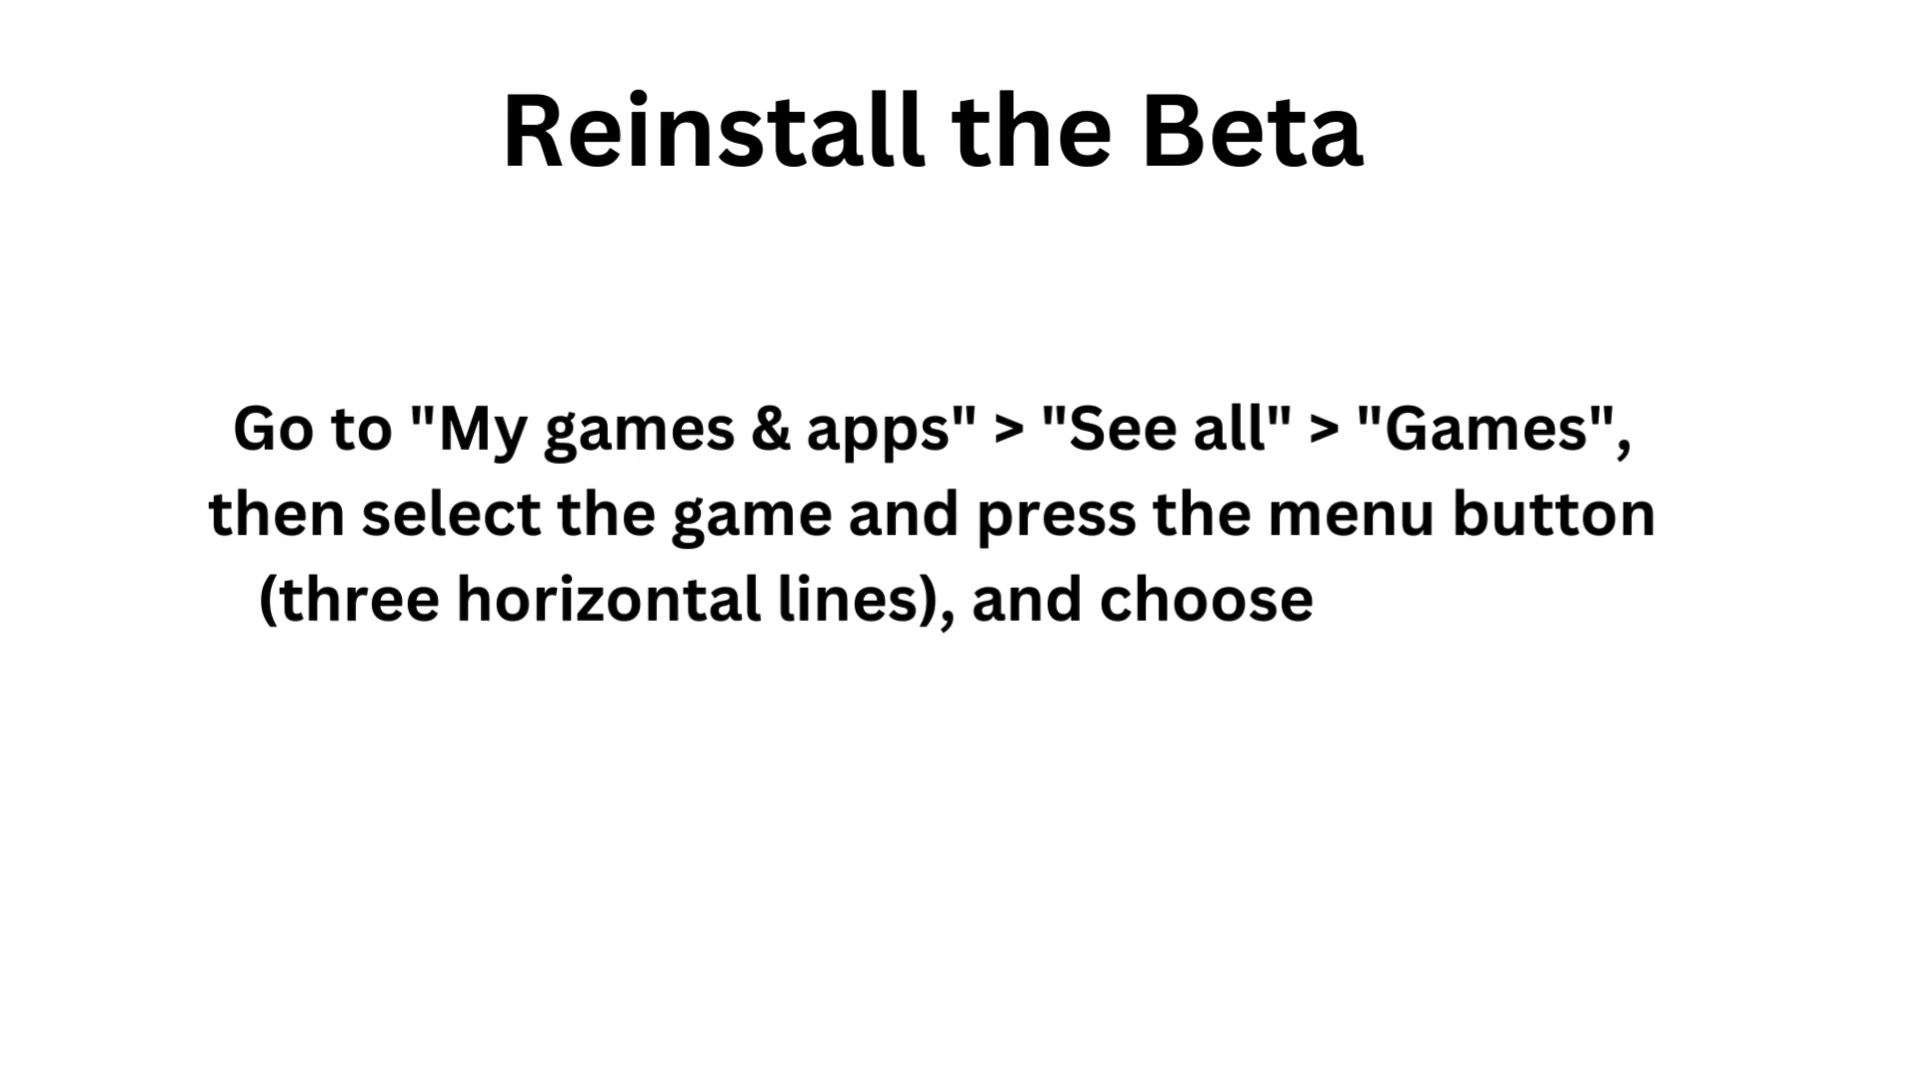 Reinstall the Beta
Go to "My games & apps" > "See all" > "Games",
then select the game and press the menu button
(three horizontal lines), and choose